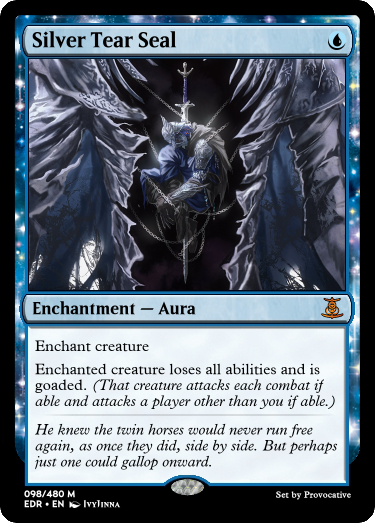 Silver Tear Seal
Enchantment — Aura
Enchant creature
Enchanted creature loses all abilities and is
goaded. (That creature attacks each combat if
able and attacks a player other than you if able.)
He knew the twin horses would never run free
again, as once they did, side by side. But perhaps
just one could gallop onward.
098/480 M
EDR • EN IvyIinna
Set by Provocative